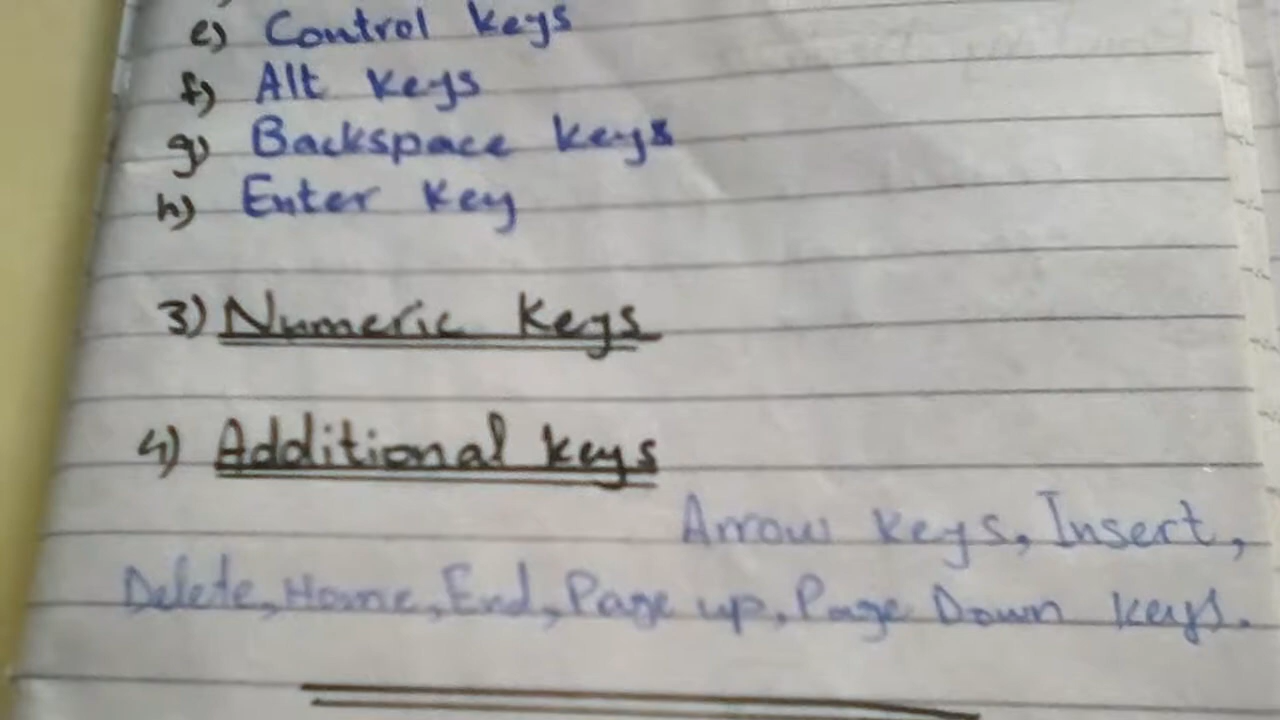 e) Control keys
f) Alt keys
g) Backspace keys
h) Enter key
3) Numeric Keys
4) Additional keys
Arrow keys, Insert,
Delete, Home, End, Page up, Page Down keys.